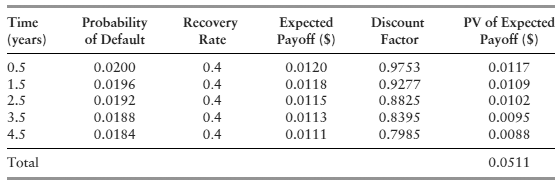 Time Probability Recovery Expected Discount PV of Expected
(years) of Default Rate Payoff ($) Factor Payoff ($)
0.5 0.0200 0.4 0.0120 0.9753 0.0117
1.5 0.0196 0.4 0.0118 0.9277 0.0109
2.5 0.0192 0.4 0.0115 0.8825 0.0102
3.5 0.0188 0.4 0.0113 0.8395 0.0095
4.5 0.0184 0.4 0.0111 0.7985 0.0088
Total 0.0511